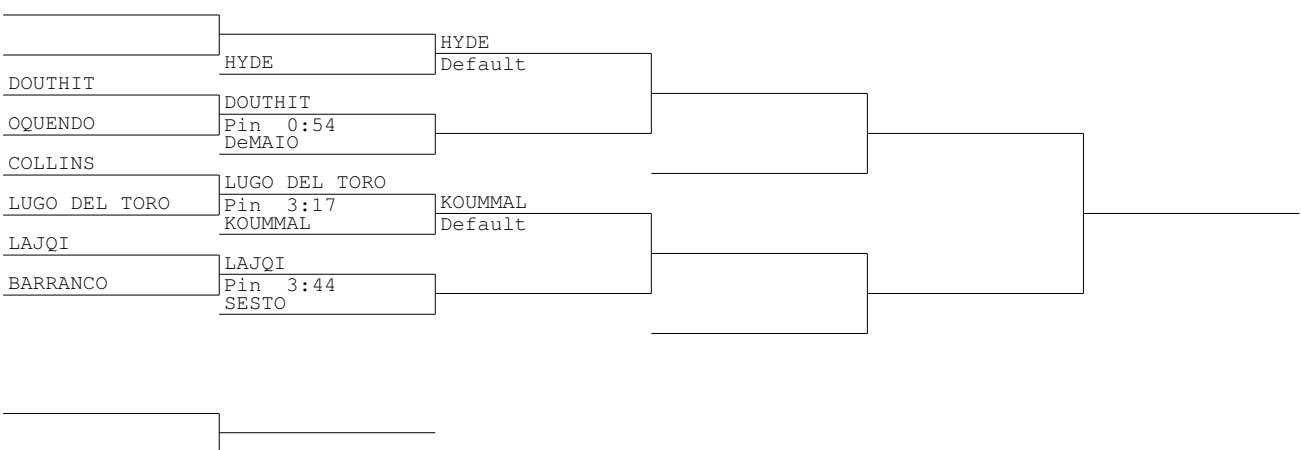 HYDE
HYDE
Default
DOUTHIT
DOUTHIT
OQUENDO
Pin 0:54
DeMAIO
COLLINS
LUGO DEL TORO
LUGO DEL TORO
Pin 3:17
KOUMMAL
KOUMMAL
Default
LAJQI
LAJQI
BARRANCO
Pin 3:44
SESTO